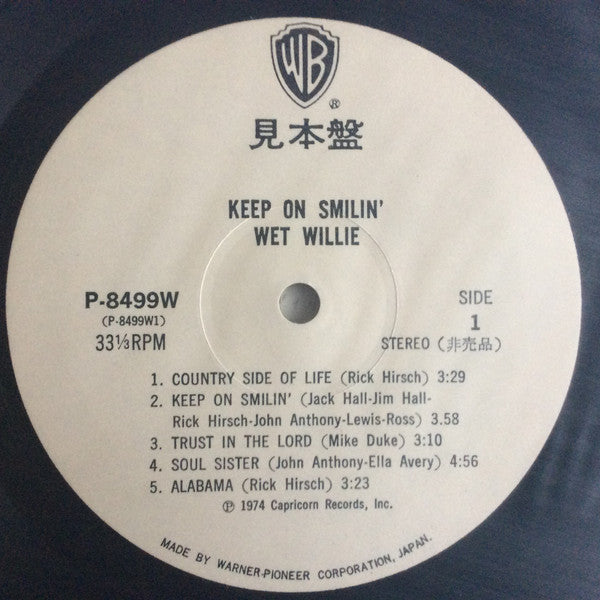 WB
®
見本盤
KEEP ON SMILIN'
WET WILLIE
P-8499W
(P-8499W1)
33⅓RPM
SIDE
1
STEREO (非売品)
1. COUNTRY SIDE OF LIFE (Rick Hirsch) 3:29
2. KEEP ON SMILIN' (Jack Hall-Jim Hall-
Rick Hirsch-John Anthony-Lewis-Ross) 3.58
3. TRUST IN THE LORD (Mike Duke) 3:10
4. SOUL SISTER (John Anthony-Ella Avery) 4:56
5. ALABAMA (Rick Hirsch) 3:23
Ⓟ 1974 Capricorn Records, Inc.
MADE BY WARNER-PIONEER CORPORATION, JAPAN.